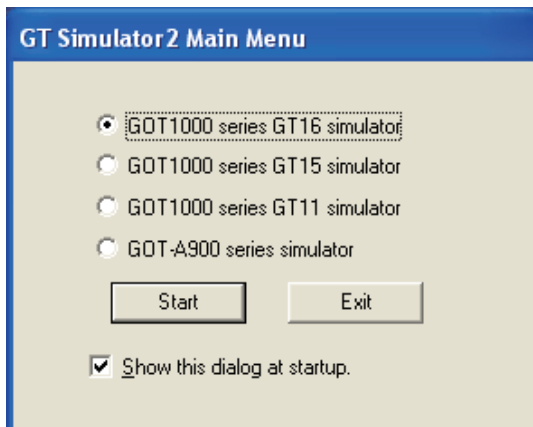 GT Simulator2 Main Menu
GOT1000 series GT16 simulator
GOT1000 series GT15 simulator
GOT1000 series GT11 simulator
GOT-A900 series simulator
Start Exit
Show this dialog at startup.